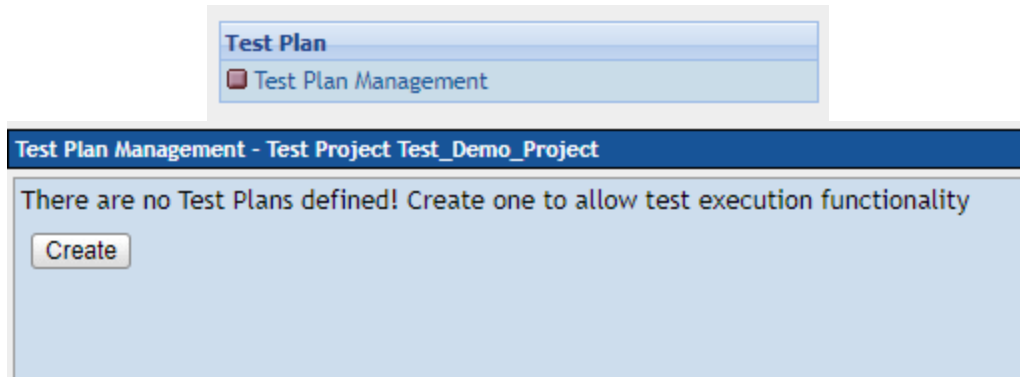 Test Plan
Test Plan Management
Test Plan Management - Test Project Test_Demo_Project
There are no Test Plans defined! Create one to allow test execution functionality
Create